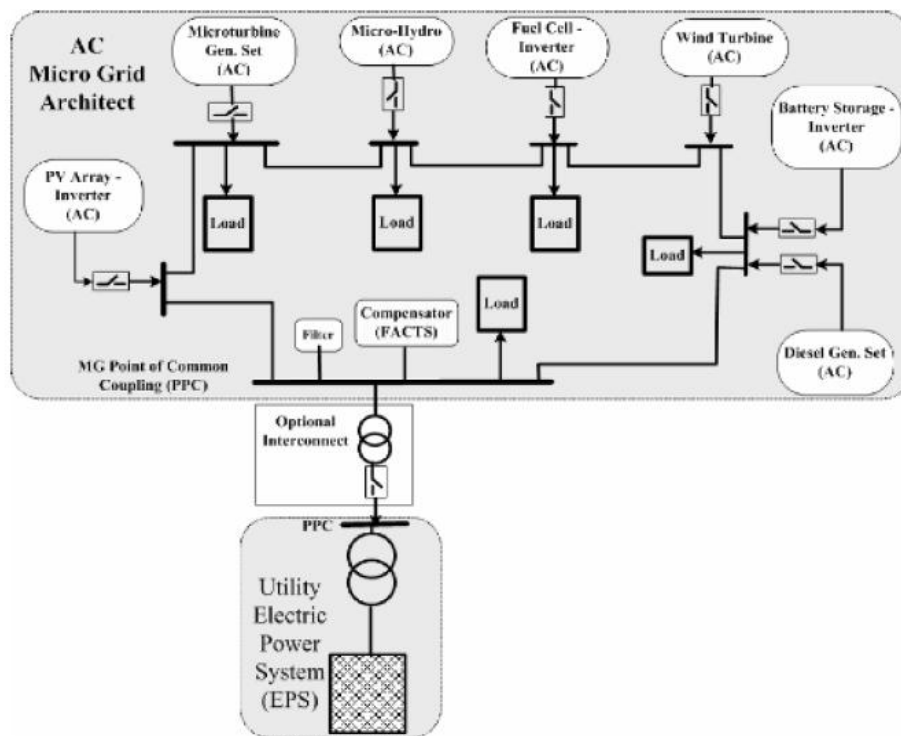 AC
Micro Grid
Architect
Microturbine
Gen. Set
(AC)
Micro-Hydro
(AC)
Fuel Cell -
Inverter
(AC)
Wind Turbine
(AC)
Battery Storage -
Inverter
(AC)
PV Array -
Inverter
(AC)
Load
Load
Load
Load
Load
Filter
Compensator
(FACTS)
Diesel Gen. Set
(AC)
MG Point of Common
Coupling (PPC)
Optional
Interconnect
PPC
Utility
Electric
Power
System
(EPS)